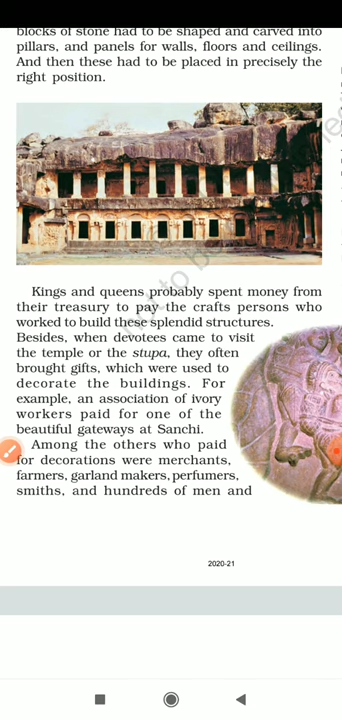 blocks of stone had to be shaped and carved into
pillars, and panels for walls, floors and ceilings.
And then these had to be placed in precisely the
right position.
Kings and queens probably spent money from
their treasury to pay the crafts persons who
worked to build these splendid structures.
Besides, when devotees came to visit
the temple or the stupa, they often
brought gifts, which were used to
decorate the buildings. For
example, an association of ivory
workers paid for one of the
beautiful gateways at Sanchi.
Among the others who paid
for decorations were merchants,
farmers, garland makers, perfumers,
smiths, and hundreds of men and
2020-21